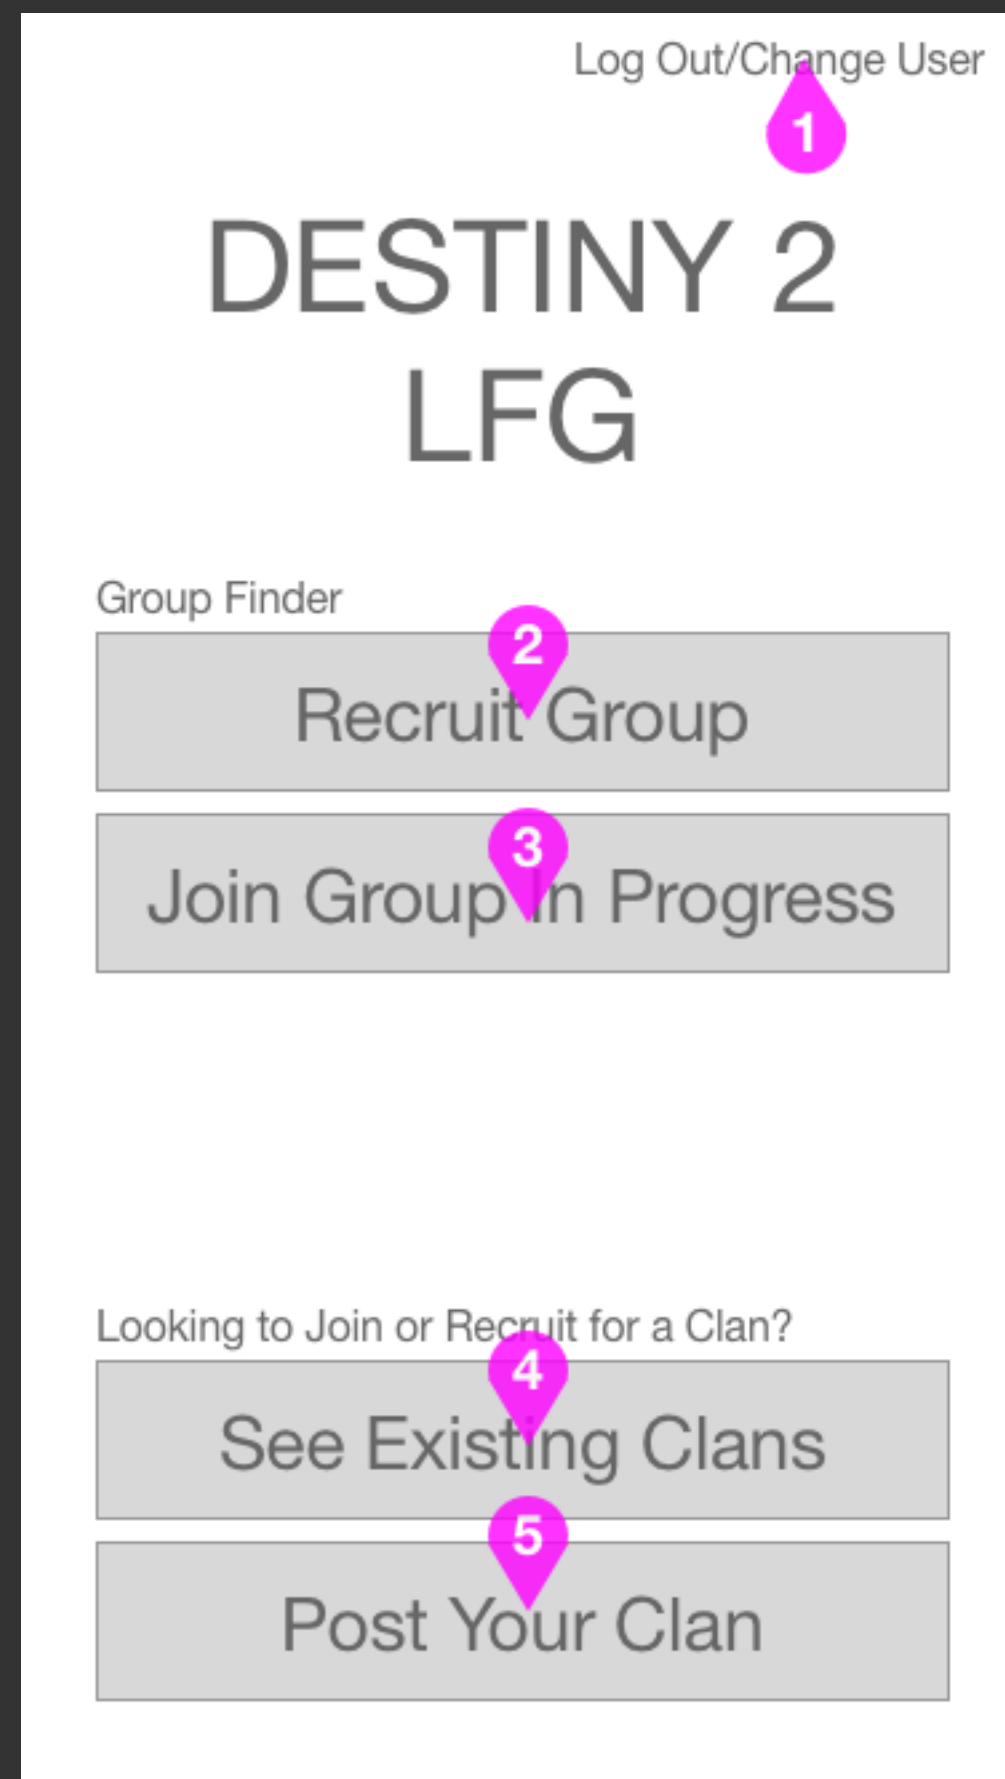 Log Out/Change User
1
DESTINY 2
LFG
Group Finder
2
Recruit Group
3
Join Group In Progress
Looking to Join or Recruit for a Clan?
4
See Existing Clans
5
Post Your Clan